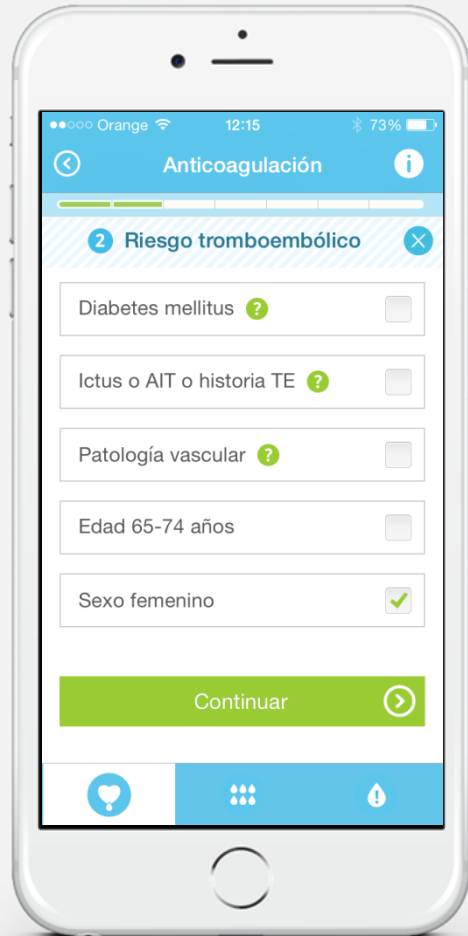 Orange 12:15 73%
Anticoagulación i
2 Riesgo tromboembólico
Diabetes mellitus ?
Ictus o AIT o historia TE ?
Patología vascular ?
Edad 65-74 años
Sexo femenino
Continuar